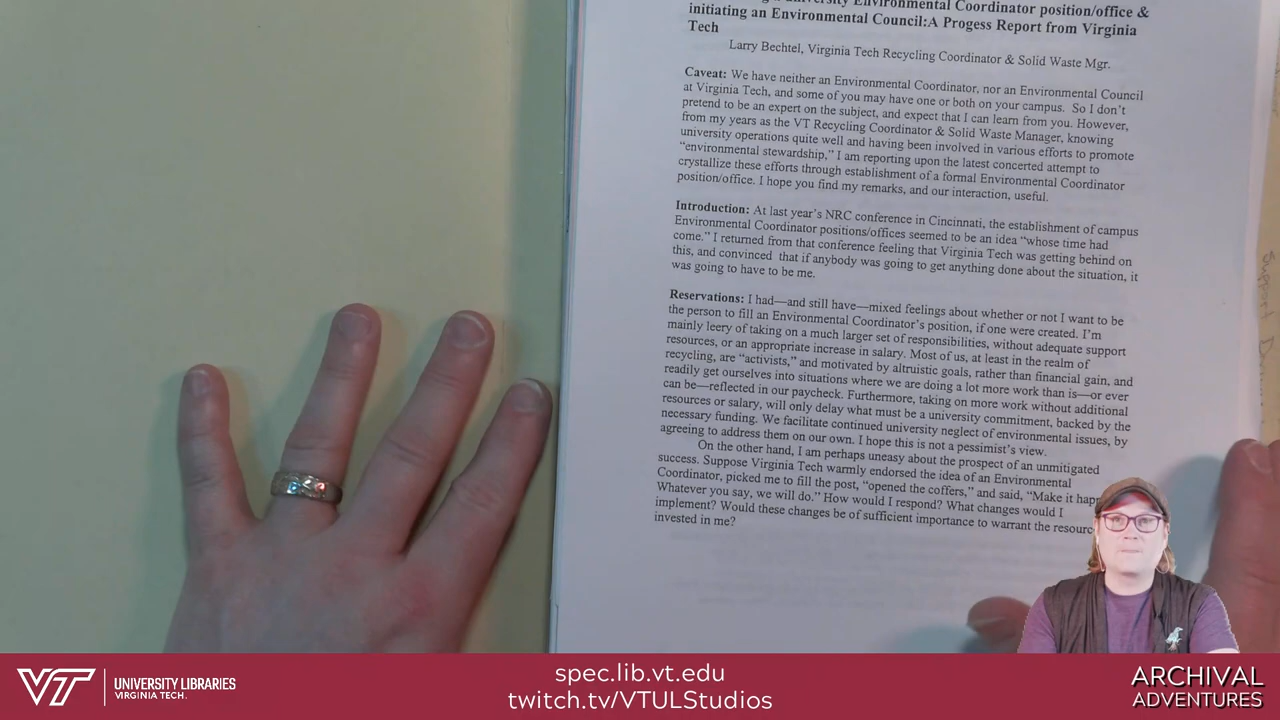 University Environmental Coordinator position/office &
initiating an Environmental Council:A Progess Report from Virginia
Tech
Larry Bechtel, Virginia Tech Recycling Coordinator & Solid Waste Mgr.
Caveat: We have neither an Environmental Coordinator, nor an Environmental Council
at Virginia Tech, and some of you may have one or both on your campus. So I don't
pretend to be an expert on the subject, and expect that I can learn from you. However,
from my years as the VT Recycling Coordinator & Solid Waste Manager, knowing
university operations quite well and having been involved in various efforts to promote
"environmental stewardship," I am reporting upon the latest concerted attempt to
crystallize these efforts through establishment of a formal Environmental Coordinator
position/office. I hope you find my remarks, and our interaction, useful.
Introduction: At last year's NRC conference in Cincinnati, the establishment of campus
Environmental Coordinator positions/offices seemed to be an idea "whose time had
come." I returned from that conference feeling that Virginia Tech was getting behind on
this, and convinced that if anybody was going to get anything done about the situation, it
was going to have to be me.
Reservations: I had—and still have—mixed feelings about whether or not I want to be
the person to fill an Environmental Coordinator's position, if one were created. I'm
mainly leery of taking on a much larger set of responsibilities, without adequate support
resources, or an appropriate increase in salary. Most of us, at least in the realm of
recycling, are "activists," and motivated by altruistic goals, rather than financial gain, and
readily get ourselves into situations where we are doing a lot more work than is—or ever
can be—reflected in our paycheck. Furthermore, taking on more work without additional
resources or salary, will only delay what must be a university commitment, backed by the
necessary funding. We facilitate continued university neglect of environmental issues, by
agreeing to address them on our own. I hope this is not a pessimist's view.
On the other hand, I am perhaps uneasy about the prospect of an unmitigated
success. Suppose Virginia Tech warmly endorsed the idea of an Environmental
Coordinator, picked me to fill the post, "opened the coffers," and said, "Make it hap
Whatever you say, we will do." How would I respond? What changes would I
implement? Would these changes be of sufficient importance to warrant the resourc
invested in me?
VT UNIVERSITY LIBRARIES
VIRGINIA TECH.
spec.lib.vt.edu
twitch.tv/VTULStudios
ARCHIVAL
ADVENTURES